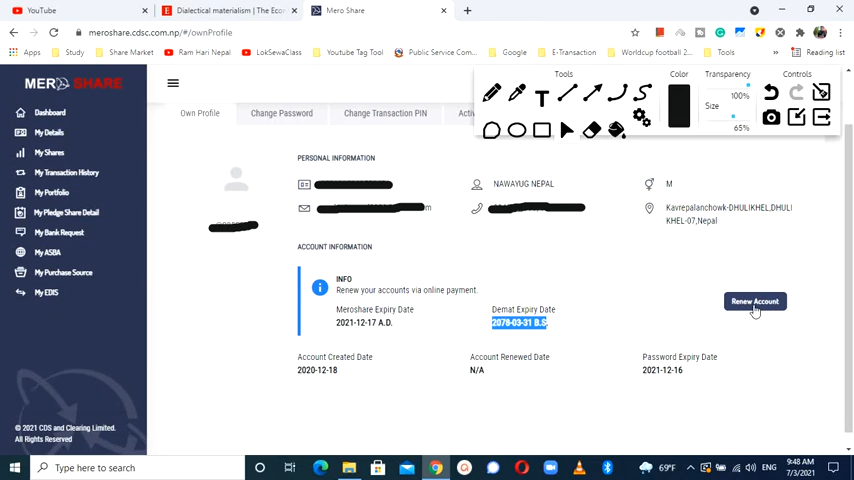 YouTube
Dialectical materialism | The Eco
Mero Share
meroshare.cdsc.com.np/#/ownProfile
Apps
Study
Share Market
Ram Hari Nepal
LokSewaClass
Youtube Tag Tool
Public Service Com...
Google
E-Transaction
Worldcup football 2...
Tools
Reading list
MERO SHARE
Tools
Color
Transparency
Controls
100%
Size
65%
Dashboard
My Details
My Shares
My Transaction History
My Portfolio
My Pledge Share Detail
My Bank Request
My ASBA
My Purchase Source
My EDIS
© 2021 CDS and Clearing Limited.
All Rights Reserved
Own Profile
Change Password
Change Transaction PIN
Acti
PERSONAL INFORMATION
NAWAYUG NEPAL
M
m
Kavrepalanchowk-DHULIKHEL,DHULI
KHEL-07,Nepal
ACCOUNT INFORMATION
INFO
Renew your accounts via online payment.
Meroshare Expiry Date
2021-12-17 A.D.
Demat Expiry Date
2078-03-31 B.S.
Renew Account
Account Created Date
2020-12-18
Account Renewed Date
N/A
Password Expiry Date
2021-12-16
Type here to search
69°F
ENG
9:48 AM
7/3/2021